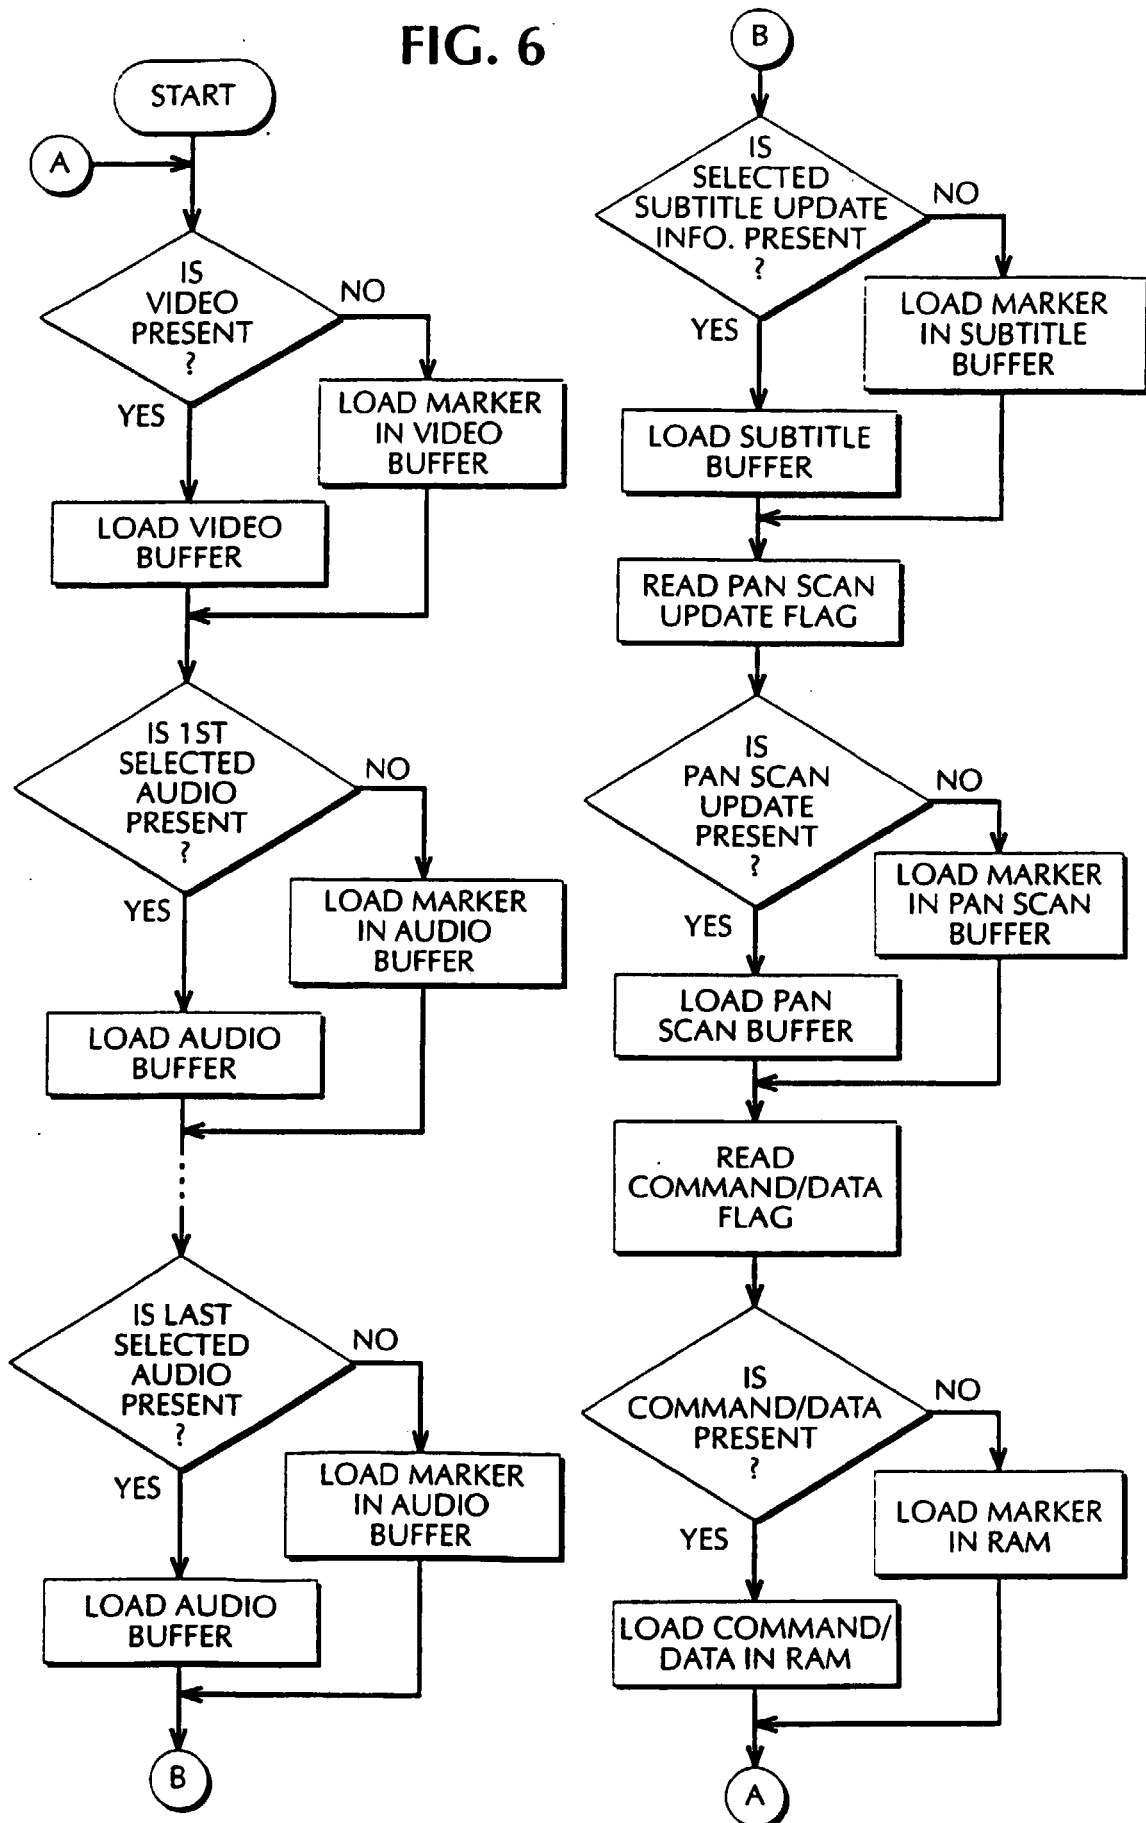 FIG. 6
START
A
IS
VIDEO
PRESENT
?
NO
YES
LOAD MARKER
IN VIDEO
BUFFER
LOAD VIDEO
BUFFER
IS 1ST
SELECTED
AUDIO
PRESENT
?
NO
YES
LOAD MARKER
IN AUDIO
BUFFER
LOAD AUDIO
BUFFER
IS LAST
SELECTED
AUDIO
PRESENT
?
NO
YES
LOAD MARKER
IN AUDIO
BUFFER
LOAD AUDIO
BUFFER
B
B
IS
SELECTED
SUBTITLE UPDATE
INFO. PRESENT
?
NO
YES
LOAD MARKER
IN SUBTITLE
BUFFER
LOAD SUBTITLE
BUFFER
READ PAN SCAN
UPDATE FLAG
IS
PAN SCAN
UPDATE
PRESENT
?
NO
YES
LOAD MARKER
IN PAN SCAN
BUFFER
LOAD PAN
SCAN BUFFER
READ
COMMAND/DATA
FLAG
IS
COMMAND/DATA
PRESENT
?
NO
YES
LOAD MARKER
IN RAM
LOAD COMMAND/
DATA IN RAM
A